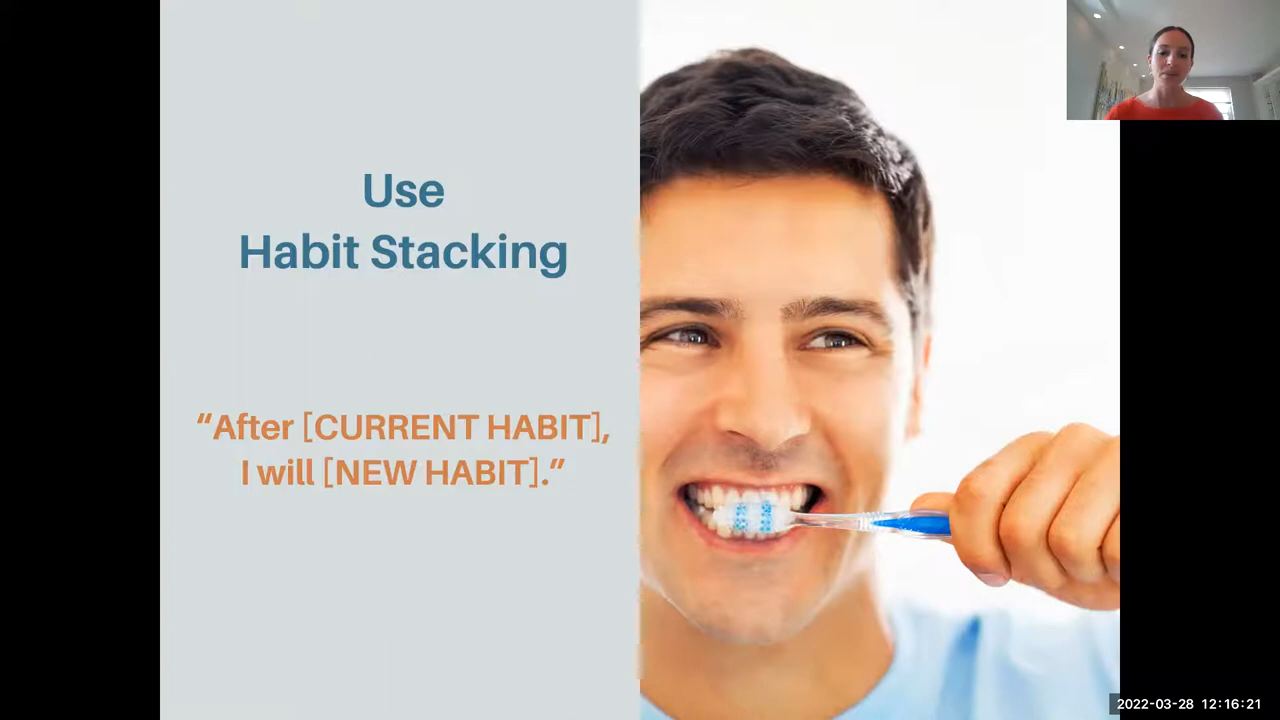 Use
Habit Stacking
“After [CURRENT HABIT],
I will [NEW HABIT].”
2022-03-28 12:16:21